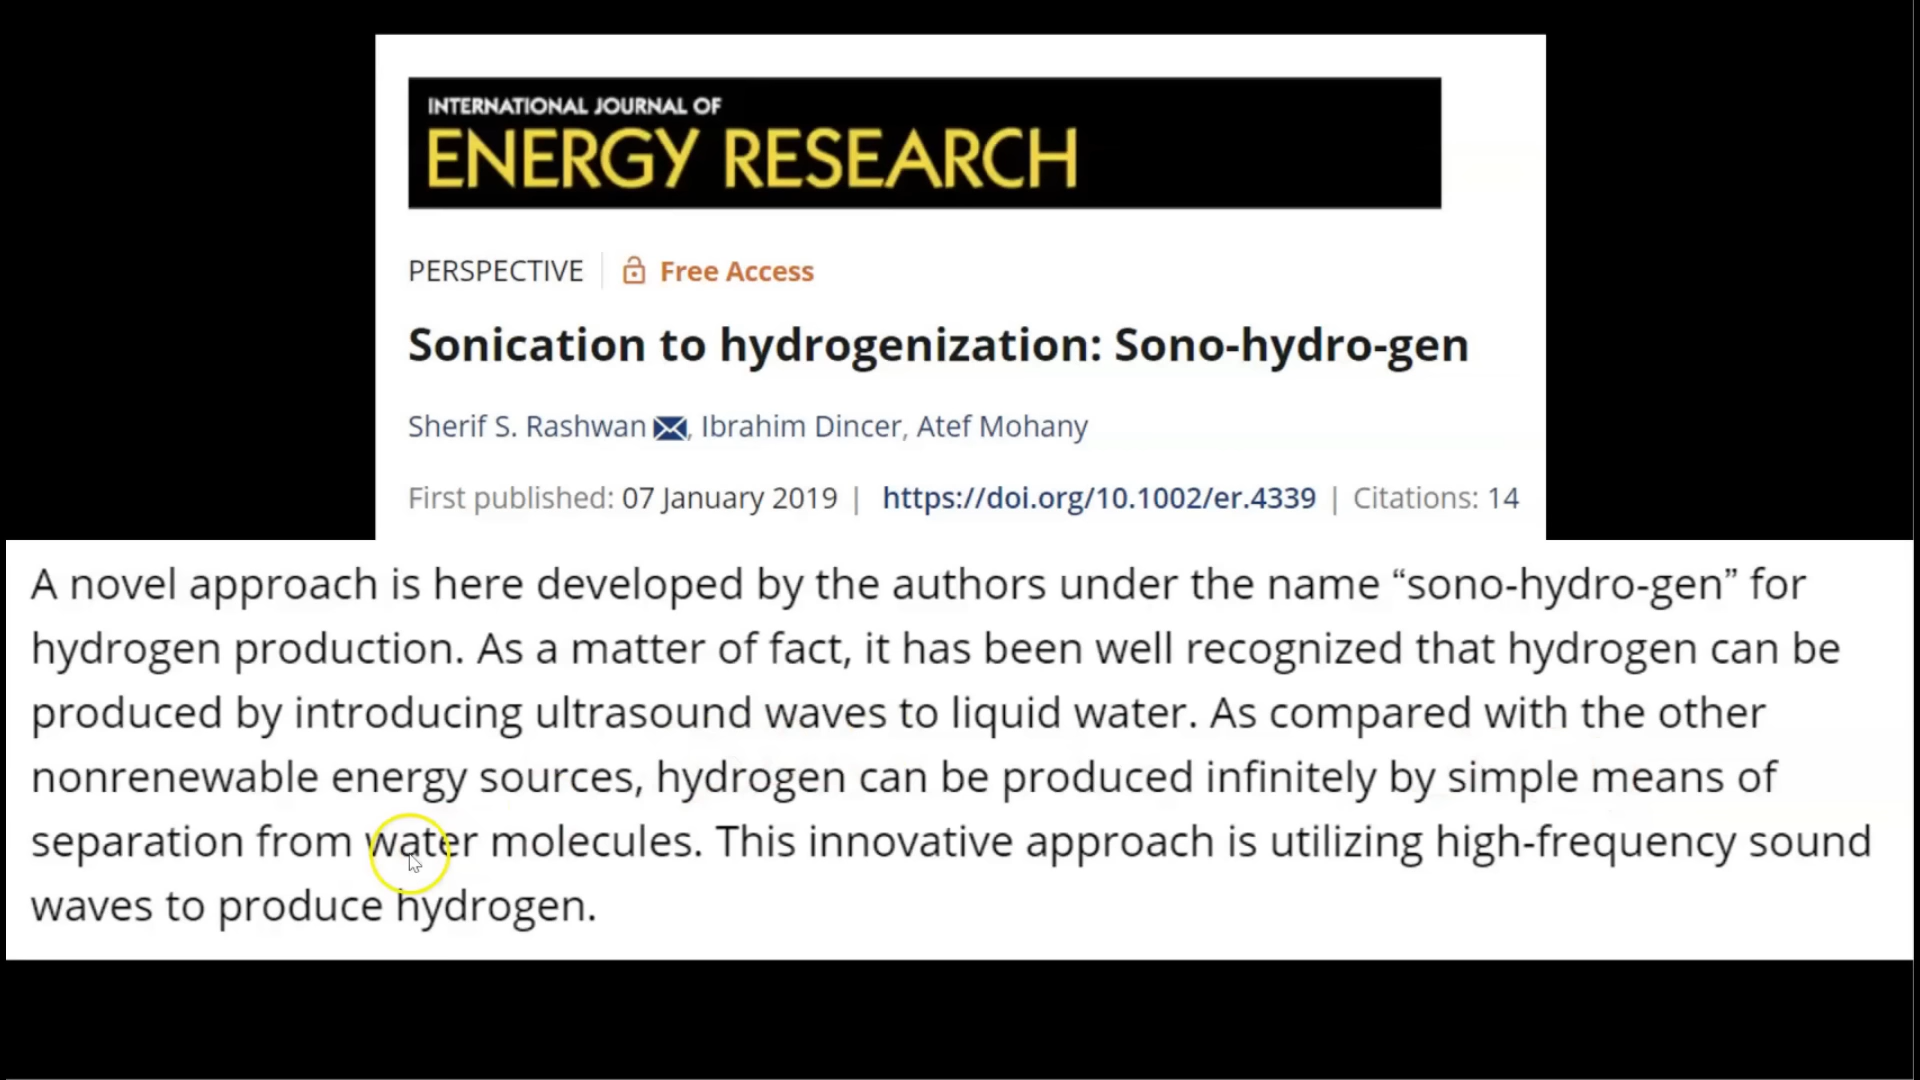 INTERNATIONAL JOURNAL OF
ENERGY RESEARCH
PERSPECTIVE Free Access
Sonication to hydrogenization: Sono-hydro-gen
Sherif S. Rashwan, Ibrahim Dincer, Atef Mohany
First published: 07 January 2019 | https://doi.org/10.1002/er.4339 | Citations: 14
A novel approach is here developed by the authors under the name “sono-hydro-gen” for
hydrogen production. As a matter of fact, it has been well recognized that hydrogen can be
produced by introducing ultrasound waves to liquid water. As compared with the other
nonrenewable energy sources, hydrogen can be produced infinitely by simple means of
separation from water molecules. This innovative approach is utilizing high-frequency sound
waves to produce hydrogen.